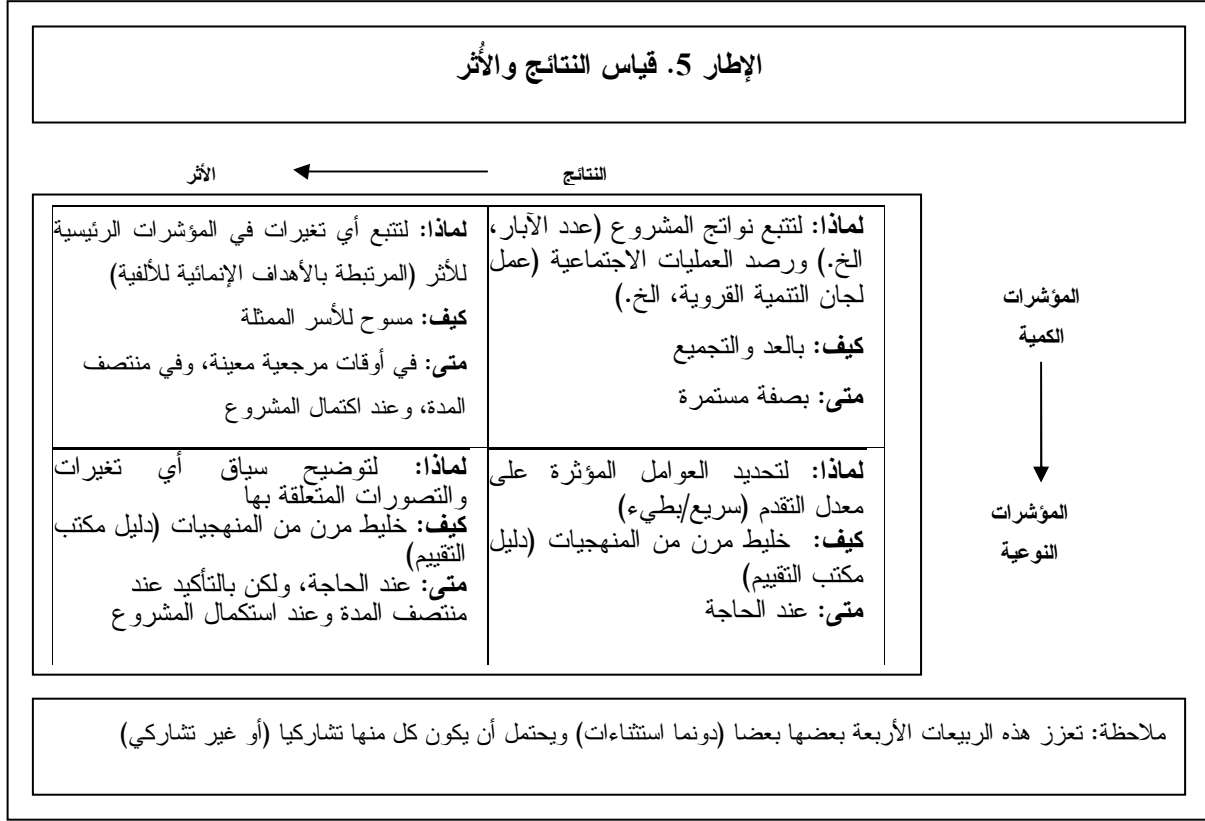 الإطار 5. قياس النتائج والأُثر
النتائج
الأثر
المؤشرات
الكمية
لماذا: لتتبع نواتج المشروع (عدد الآبار،
الخ.) ورصد العمليات الاجتماعية (عمل
لجان التنمية القروية، الخ.)
كيف: بالعد والتجميع
متى: بصفة مستمرة
لماذا: لتتبع أي تغيرات في المؤشرات الرئيسية
للأثر (المرتبطة بالأهداف الإنمائية للألفية)
كيف: مسوح للأسر الممثلة
متى: في أوقات مرجعية معينة، وفي منتصف
المدة، وعند اكتمال المشروع
المؤشرات
النوعية
لماذا: لتحديد العوامل المؤثرة على
معدل التقدم (سريع/بطيء)
كيف: خليط مرن من المنهجيات (دليل
مكتب التقييم)
متى: عند الحاجة
لماذا: لتوضيح سياق أي تغيرات
والتصورات المتعلقة بها
كيف: خليط مرن من المنهجيات (دليل مكتب
التقييم)
متى: عند الحاجة، ولكن بالتأكيد عند
منتصف المدة وعند استكمال المشروع
ملاحظة: تعزز هذه الربيعات الأربعة بعضها بعضا (دونما استثناءات) ويحتمل أن يكون كل منها تشاركيا (أو غير تشاركي)